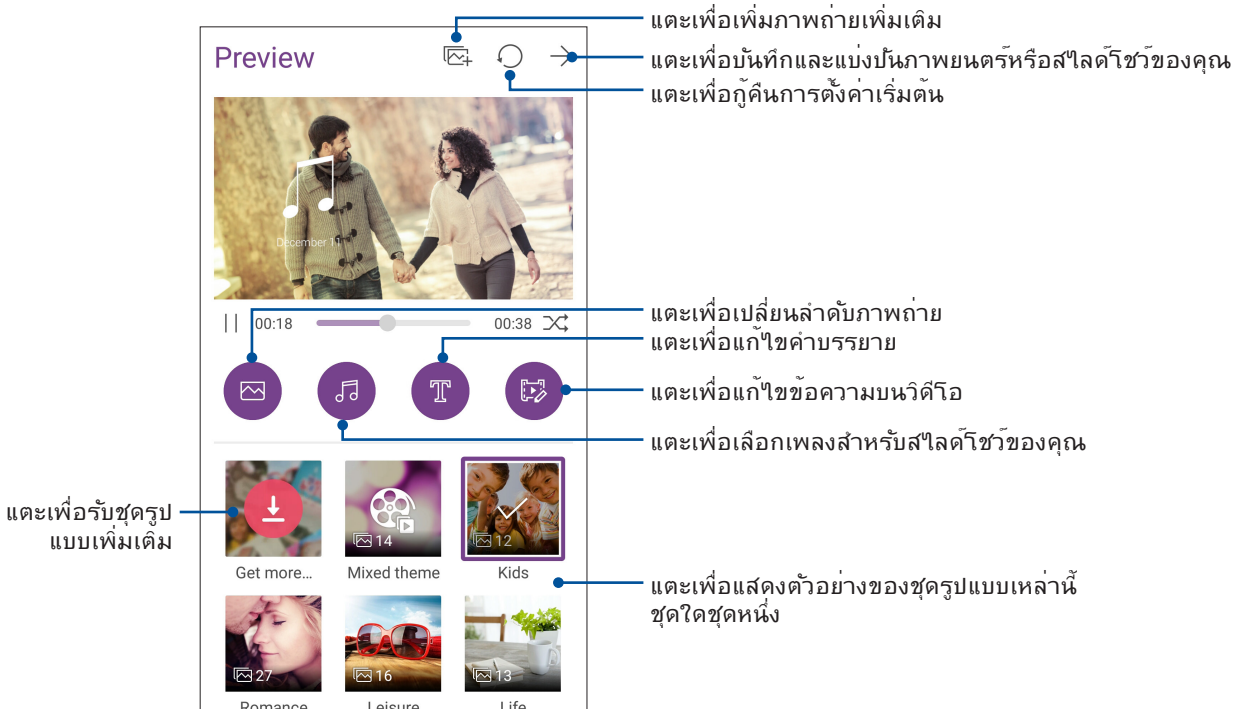 แตะเพื่อเพิ่มภาพถ่ายเพิ่มเติม
Preview
แตะเพื่อบันทึกและแบ่งปันภาพยนตร์หรือสไลด์โชว์ของคุณ
แตะเพื่อกู้คืนการตั้งค่าเริ่มต้น
December 11
00:18
00:38
แตะเพื่อเปลี่ยนลำดับภาพถ่าย
แตะเพื่อแก้ไขคำบรรยาย
T
แตะเพื่อแก้ไขข้อความบนวิดีโอ
แตะเพื่อเลือกเพลงสำหรับสไลด์โชว์ของคุณ
แตะเพื่อรับชุดรูป
แบบเพิ่มเติม
14
12
Get more...
Mixed theme
Kids
แตะเพื่อแสดงตัวอย่างของชุดรูปแบบเหล่านี้
ชุดใดชุดหนึ่ง
27
16
13
Romance
Leisure
Life